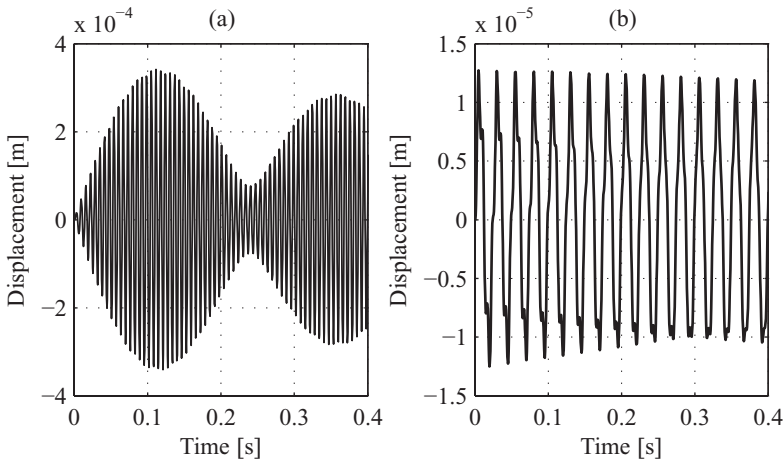 x 10⁻⁴
(a)
4
2
0
−2
−4
0
0.1
0.2
0.3
0.4
Displacement [m]
Time [s]
x 10⁻⁵
(b)
1.5
1
0.5
0
−0.5
−1
−1.5
0
0.1
0.2
0.3
0.4
Displacement [m]
Time [s]